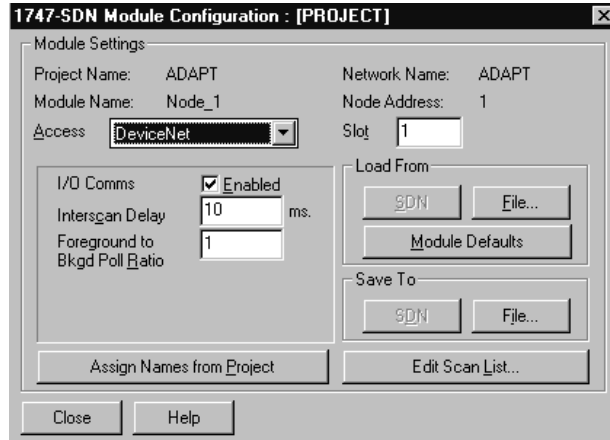 1747-SDN Module Configuration : [PROJECT]
Module Settings
Project Name: ADAPT
Network Name: ADAPT
Module Name: Node_1
Node Address: 1
Access DeviceNet
Slot 1
I/O Comms Enabled
Interscan Delay 10 ms.
Foreground to
Bkgd Poll Ratio 1
Load From
SDN File...
Module Defaults
Save To
SDN File...
Assign Names from Project
Edit Scan List...
Close Help